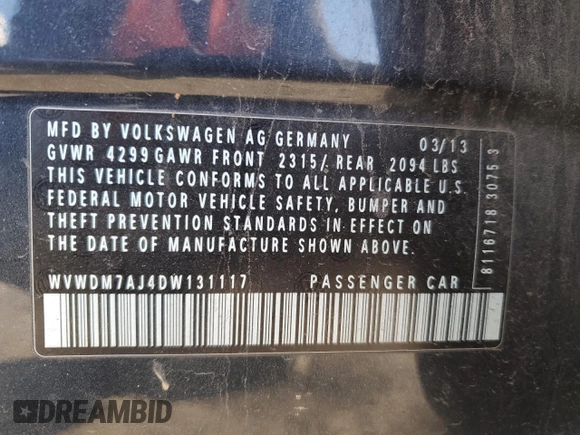 MFD BY VOLKSWAGEN AG GERMANY 03/13
GVWR 4299 GAWR FRONT 2315/ REAR 2094 LBS
THIS VEHICLE CONFORMS TO ALL APPLICABLE U.S.
FEDERAL MOTOR VEHICLE SAFETY, BUMPER AND
THEFT PREVENTION STANDARDS IN EFFECT ON
THE DATE OF MANUFACTURE SHOWN ABOVE.
WVWDM7AJ4DW131117 PASSENGER CAR
8116718 30753
DREAMBID